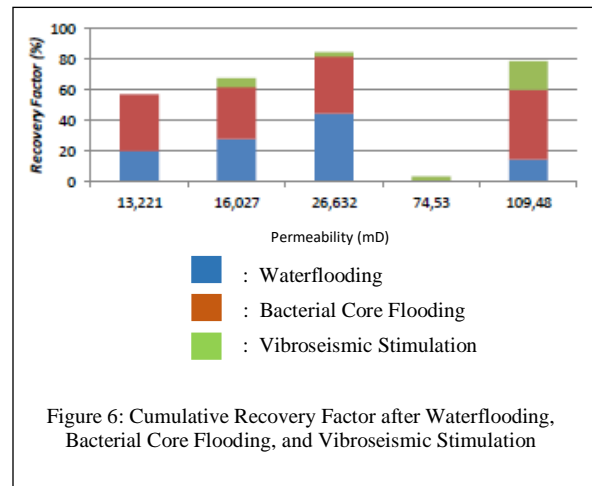 100
80
60
40
20
0
Recovery Factor (%)
13,221 16,027 26,632 74,53 109,48
Permeability (mD)
: Waterflooding
: Bacterial Core Flooding
: Vibroseismic Stimulation
Figure 6: Cumulative Recovery Factor after Waterflooding,
Bacterial Core Flooding, and Vibroseismic Stimulation